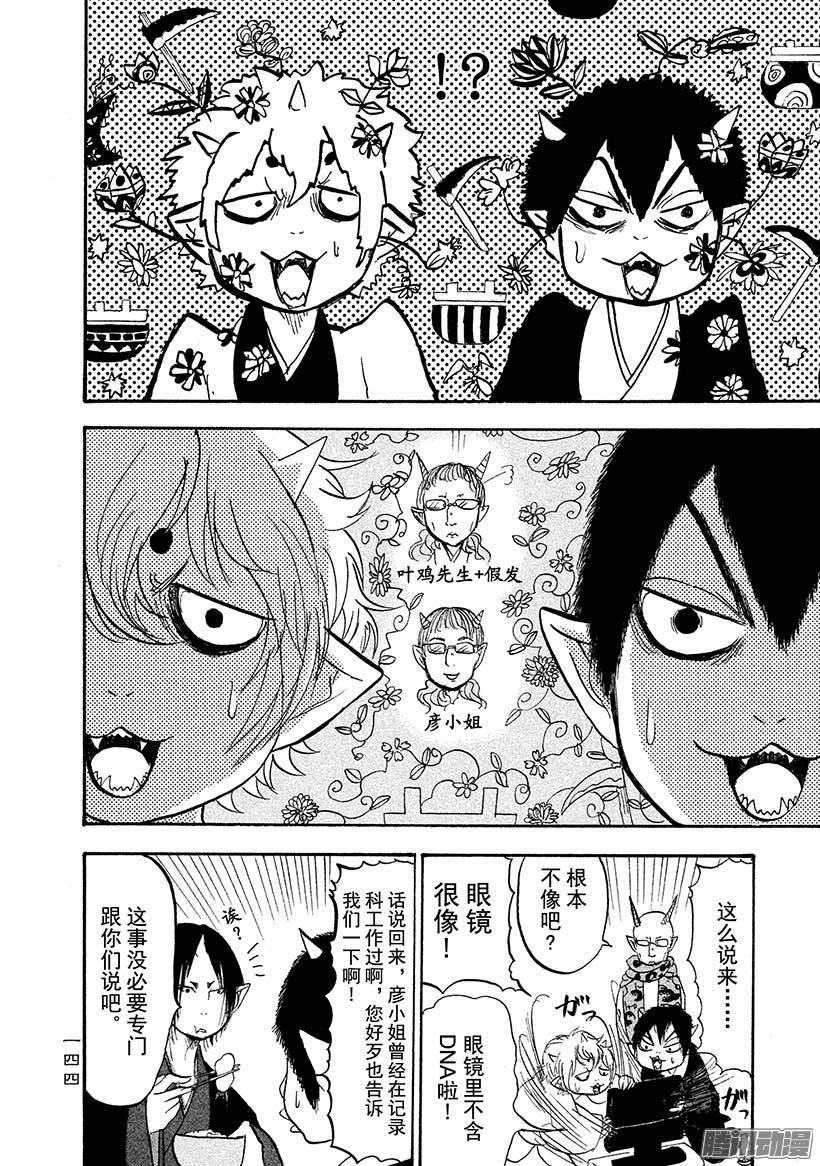 !?
叶鸡先生+假发
彦小姐
这么说来……
根本
不像吧？
眼镜
很像！
ガっ
ガっ
眼镜里不含
DNA啦！
话说回来，彦小姐曾经在记录
科工作过啊，您好歹也告诉
我们一下啊！
诶？
这事没必要专门
跟你们说吧。
一四四
腾讯动漫